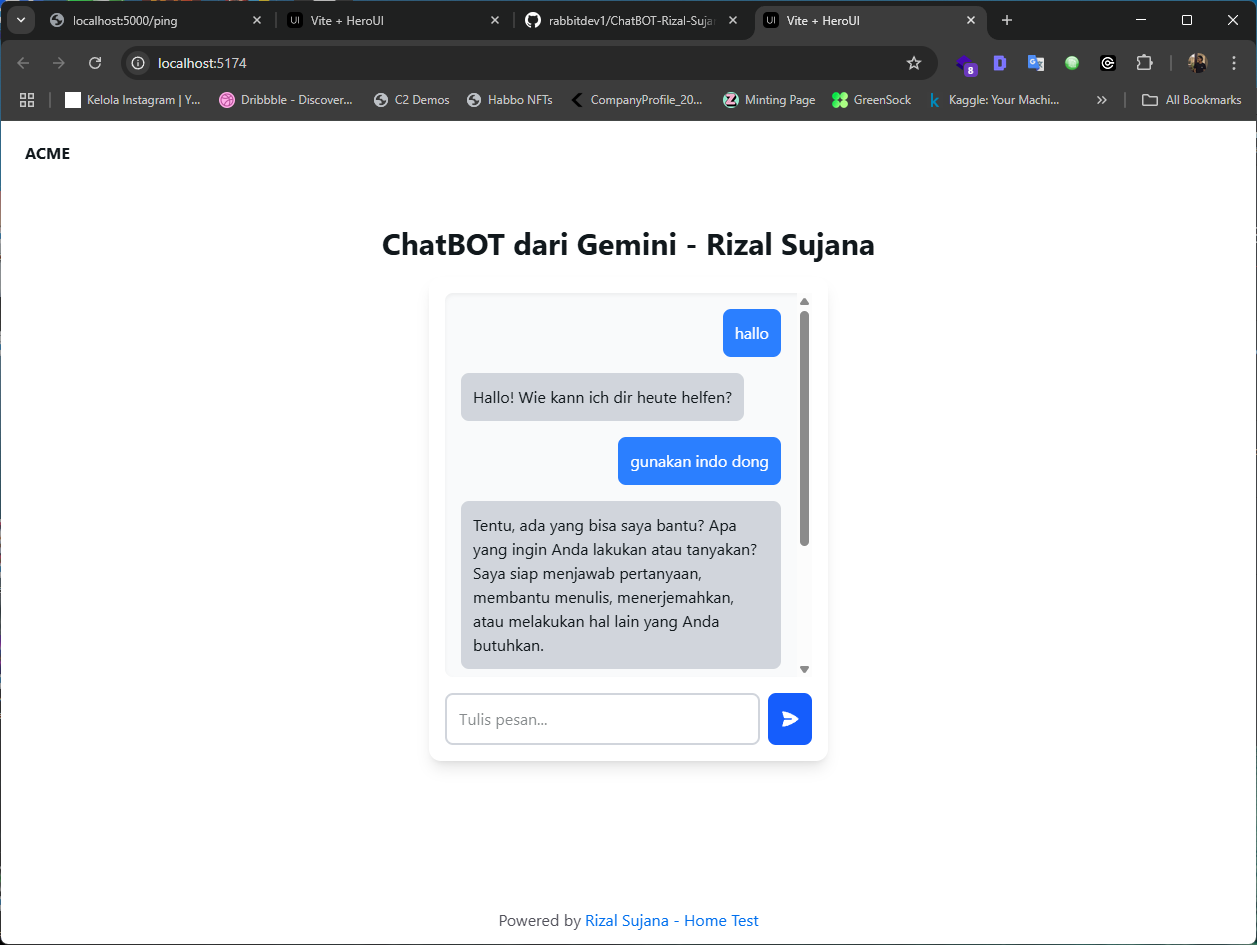 localhost:5000/ping
UI Vite + HeroUI
rabbitdev1/ChatBOT-Rizal-Sujan
UI Vite + HeroUI
localhost:5174
8
D
Kelola Instagram | Y...
Dribbble - Discover...
C2 Demos
Habbo NFTs
CompanyProfile_20...
Minting Page
GreenSock
Kaggle: Your Machi...
All Bookmarks
ACME
ChatBOT dari Gemini - Rizal Sujana
hallo
Hallo! Wie kann ich dir heute helfen?
gunakan indo dong
Tentu, ada yang bisa saya bantu? Apa
yang ingin Anda lakukan atau tanyakan?
Saya siap menjawab pertanyaan,
membantu menulis, menerjemahkan,
atau melakukan hal lain yang Anda
butuhkan.
Tulis pesan...
Powered by Rizal Sujana - Home Test